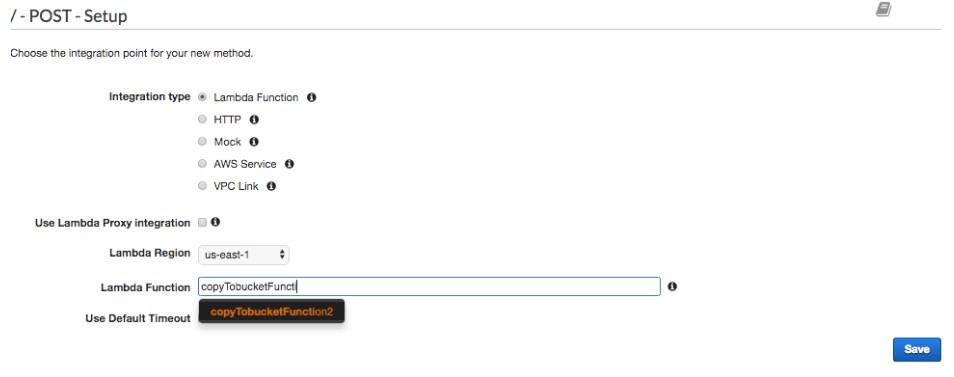 / - POST - Setup
Choose the integration point for your new method.
Integration type Lambda Function
HTTP
Mock
AWS Service
VPC Link
Use Lambda Proxy integration
Lambda Region us-east-1
Lambda Function copyTobucketFuncti
Use Default Timeout copyTobucketFunction2
Save